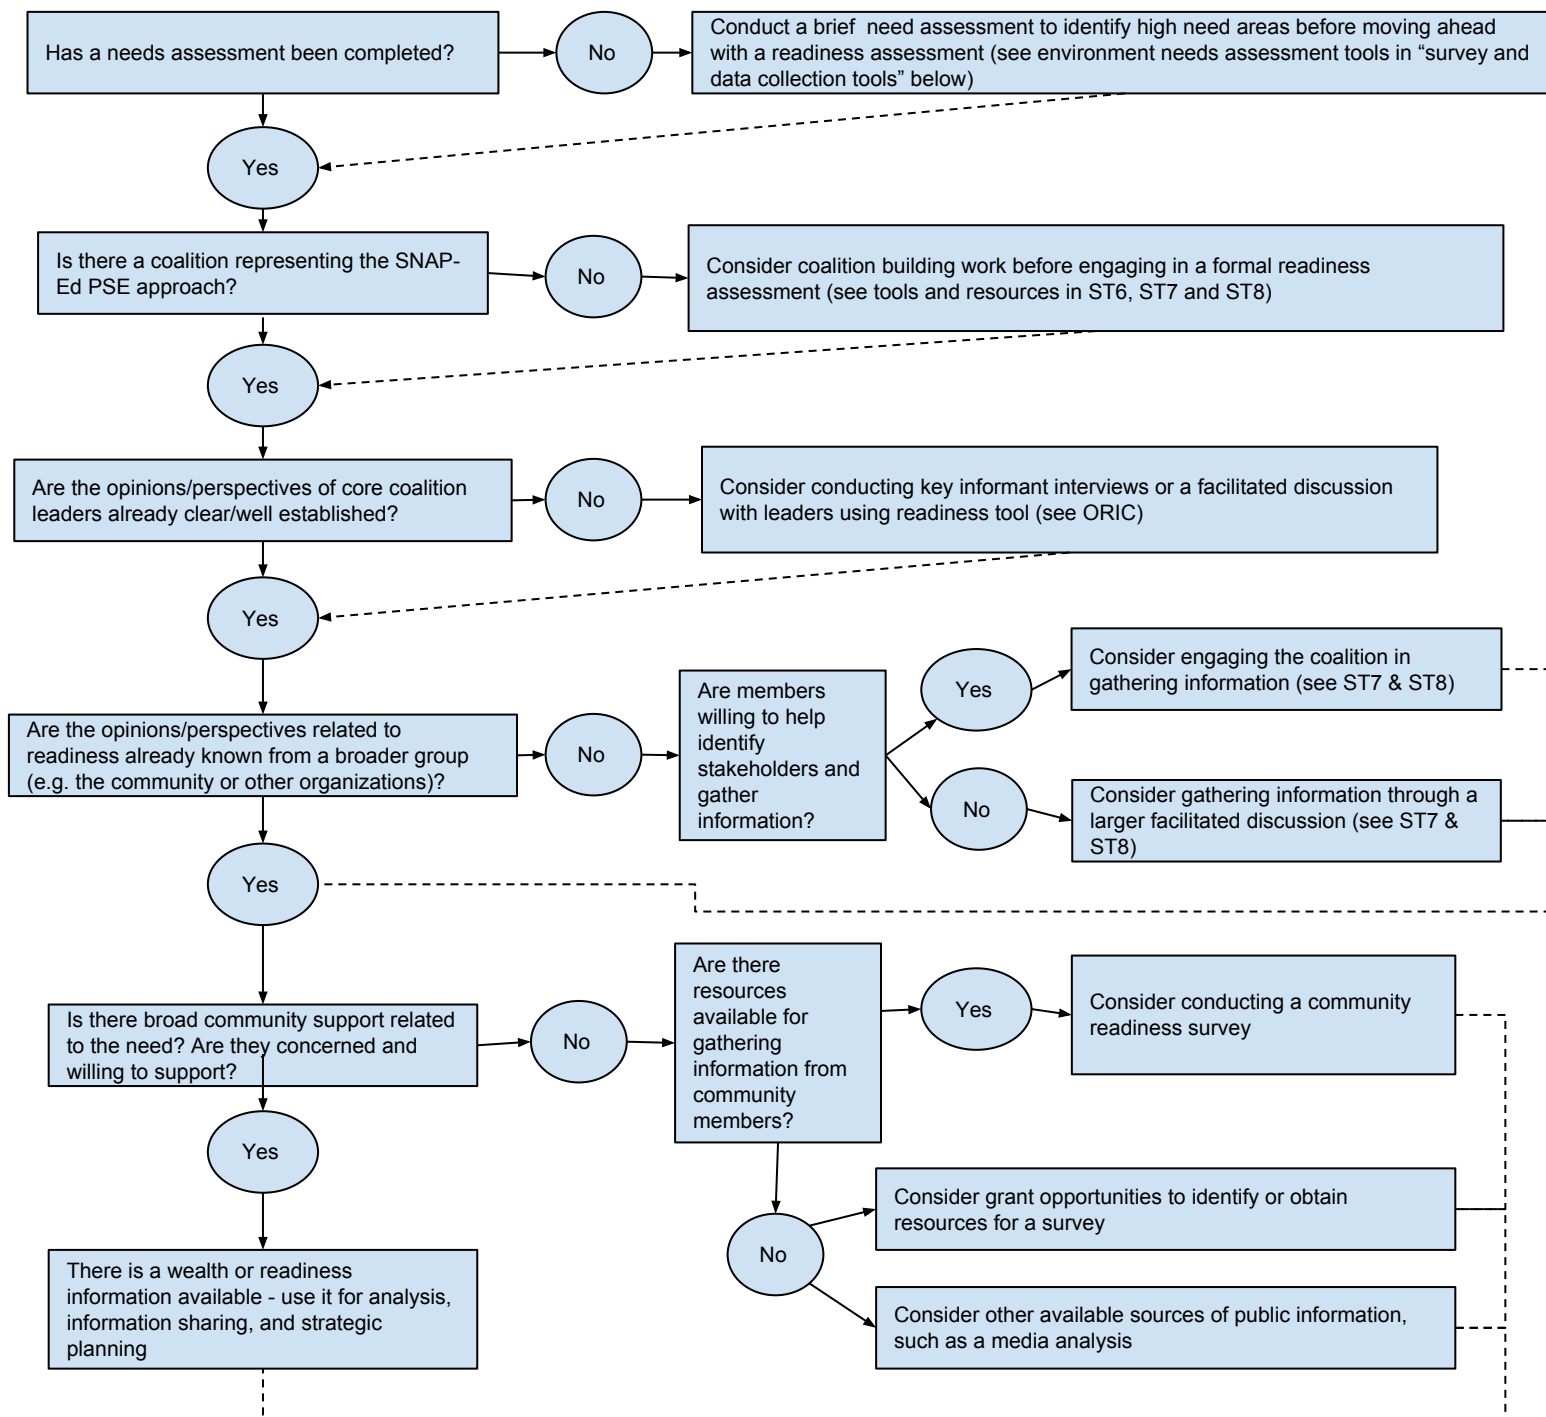 Has a needs assessment been completed?
No
Conduct a brief  need assessment to identify high need areas before moving ahead
with a readiness assessment (see environment needs assessment tools in “survey and
data collection tools” below)
Yes
Is there a coalition representing the SNAP-
Ed PSE approach?
No
Consider coalition building work before engaging in a formal readiness
assessment (see tools and resources in ST6, ST7 and ST8)
Yes
Are the opinions/perspectives of core coalition
leaders already clear/well established?
No
Consider conducting key informant interviews or a facilitated discussion
with leaders using readiness tool (see ORIC)
Yes
Are the opinions/perspectives related to
readiness already known from a broader group
(e.g. the community or other organizations)?
No
Are members
willing to help
identify
stakeholders and
gather
information?
Yes
Consider engaging the coalition in
gathering information (see ST7 & ST8)
No
Consider gathering information through a
larger facilitated discussion (see ST7 &
ST8)
Yes
Is there broad community support related
to the need? Are they concerned and
willing to support?
No
Are there
resources
available for
gathering
information from
community
members?
Yes
Consider conducting a community
readiness survey
No
Consider grant opportunities to identify or obtain
resources for a survey
Consider other available sources of public information,
such as a media analysis
Yes
There is a wealth or readiness
information available - use it for analysis,
information sharing, and strategic
planning